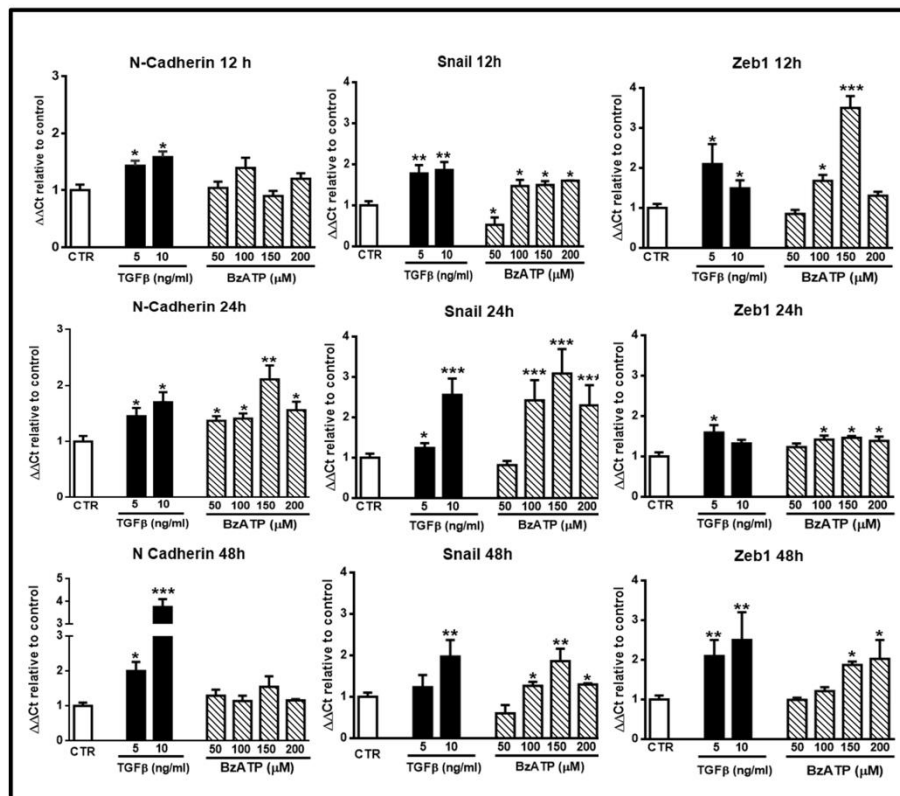 N-Cadherin 12 h
ΔΔCt relative to control
3
2
1
0
* *
CTR
5 10
50 100 150 200
TGFβ (ng/ml)
BzATP (μM)
Snail 12h
ΔΔCt relative to control
4
3
2
1
0
** **
* * * *
CTR
5 10
50 100 150 200
TGFβ (ng/ml)
BzATP (μM)
Zeb1 12h
ΔΔCt relative to control
4
3
2
1
0
* *
* ***
CTR
5 10
50 100 150 200
TGFβ (ng/ml)
BzATP (μM)
N-Cadherin 24h
ΔΔCt relative to control
3
2
1
0
* *
* * ** *
CTR
5 10
50 100 150 200
TGFβ (ng/ml)
BzATP (μM)
Snail 24h
ΔΔCt relative to control
4
3
2
1
0
* ***
*** *** ***
CTR
5 10
50 100 150 200
TGFβ (ng/ml)
BzATP (μM)
Zeb1 24h
ΔΔCt relative to control
4
3
2
1
0
*
* * *
CTR
5 10
50 100 150 200
TGFβ (ng/ml)
BzATP (μM)
N Cadherin 48h
ΔΔCt relative to control
5
4
3
2
1
0
* ***
CTR
5 10
50 100 150 200
TGFβ (ng/ml)
BzATP (μM)
Snail 48h
ΔΔCt relative to control
4
3
2
1
0
**
* ** *
CTR
5 10
50 100 150 200
TGFβ (ng/ml)
BzATP (μM)
Zeb1 48h
ΔΔCt relative to control
4
3
2
1
0
** **
* *
CTR
5 10
50 100 150 200
TGFβ (ng/ml)
BzATP (μM)